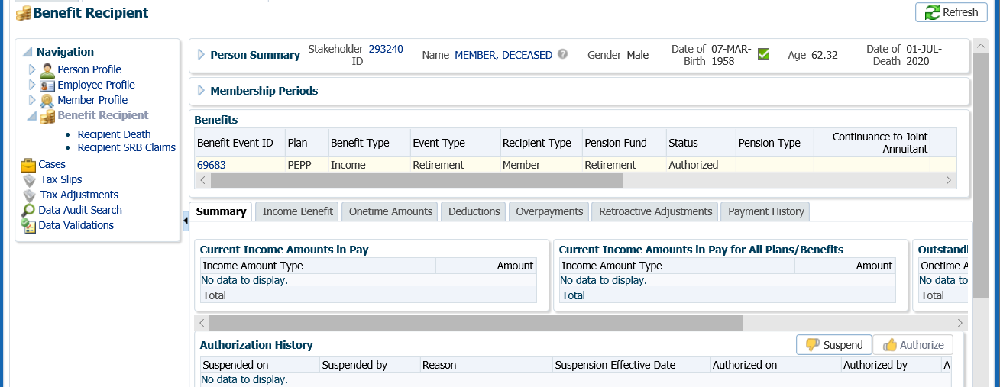 Benefit Recipient
Refresh
Navigation
Person Profile
Employee Profile
Member Profile
Benefit Recipient
Recipient Death
Recipient SRB Claims
Cases
Tax Slips
Tax Adjustments
Data Audit Search
Data Validations
Person Summary Stakeholder ID 293240 Name MEMBER, DECEASED Gender Male Date of Birth 07-MAR-1958 Age 62.32 Date of Death 01-JUL-2020
Membership Periods
Benefits
Benefit Event ID Plan Benefit Type Event Type Recipient Type Pension Fund Status Pension Type Continuance to Joint Annuitant
69683 PEPP Income Retirement Member Retirement Authorized
Summary Income Benefit Onetime Amounts Deductions Overpayments Retroactive Adjustments Payment History
Current Income Amounts in Pay
Income Amount Type Amount
No data to display.
Total
Current Income Amounts in Pay for All Plans/Benefits
Income Amount Type Amount
No data to display.
Total
Outstandi
Onetime A
No data to
Total
Authorization History
Suspend Authorize
Suspended on Suspended by Reason Suspension Effective Date Authorized on Authorized by A
No data to display.